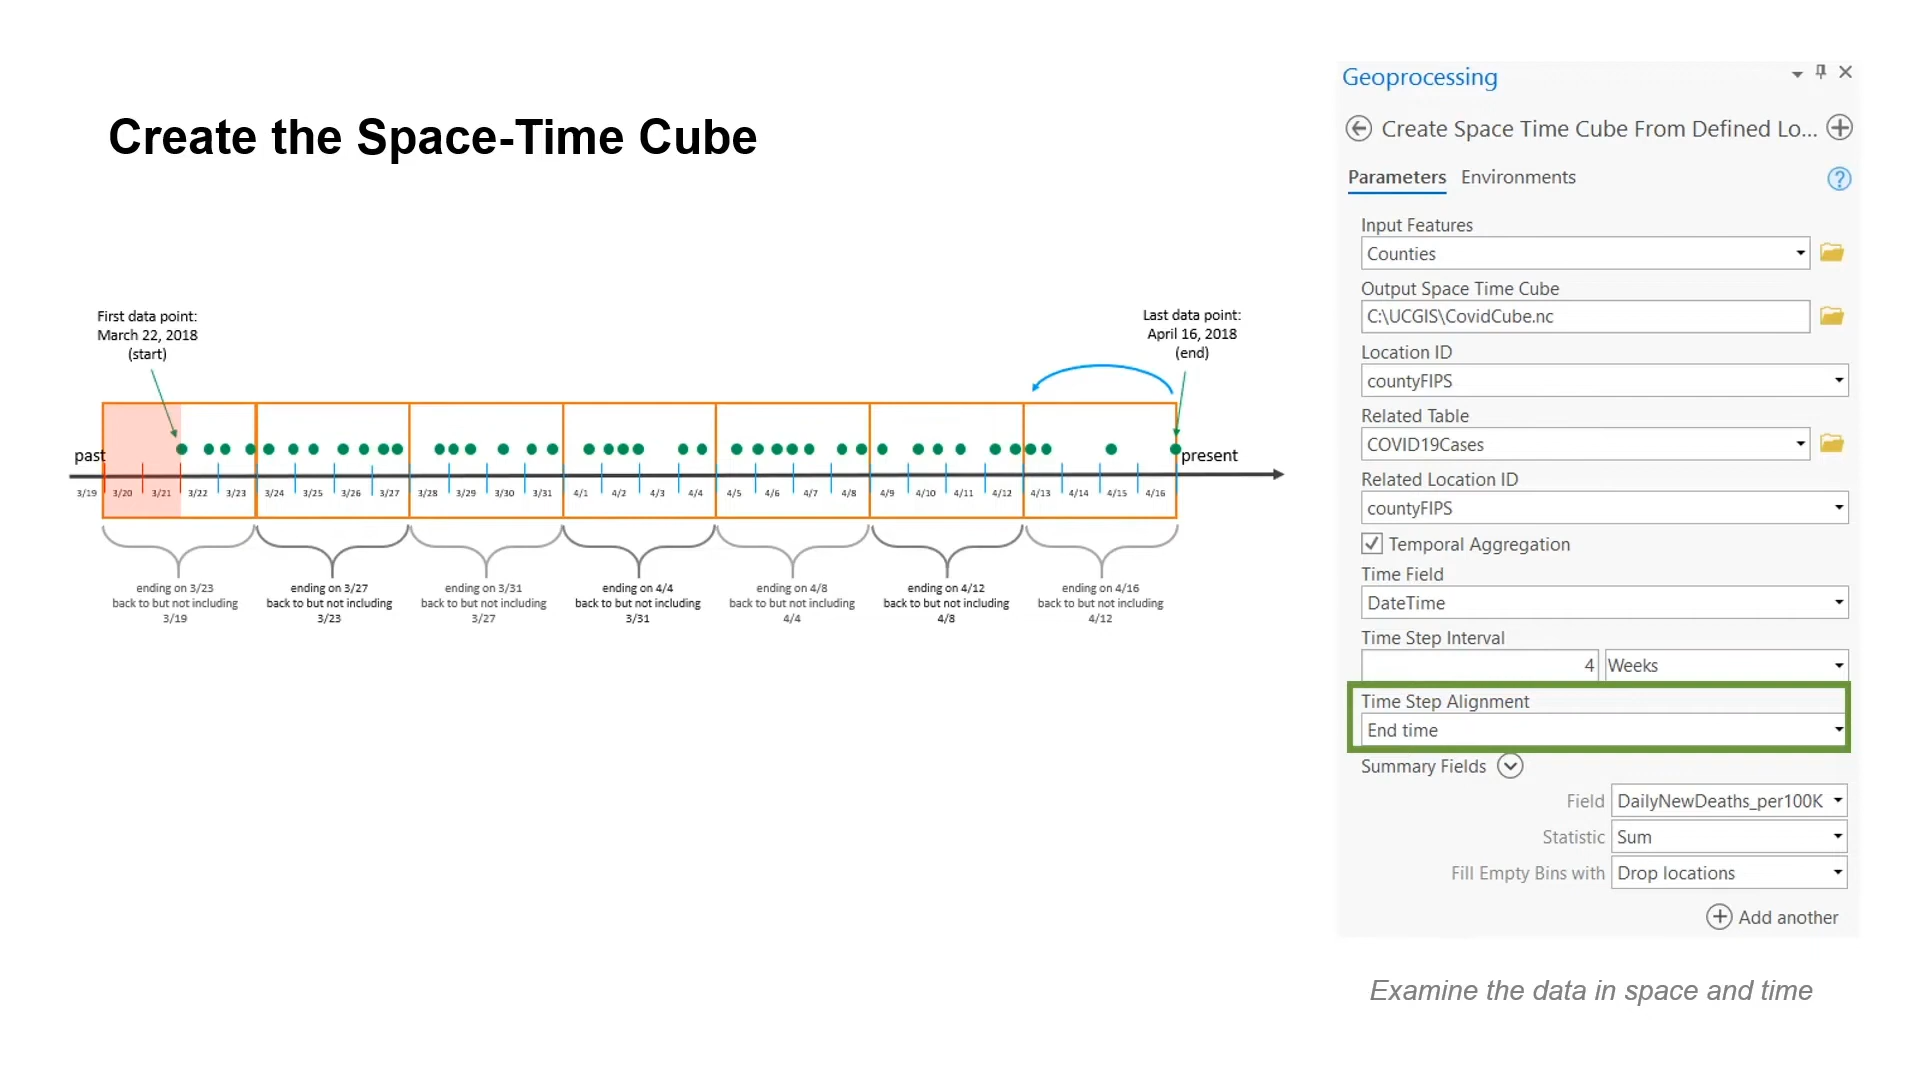 Create the Space-Time Cube
First data point:
March 22, 2018
(start)
Last data point:
April 16, 2018
(end)
past
present
3/19 3/20 3/21 3/22 3/23 3/24 3/25 3/26 3/27 3/28 3/29 3/30 3/31 4/1 4/2 4/3 4/4 4/5 4/6 4/7 4/8 4/9 4/10 4/11 4/12 4/13 4/14 4/15 4/16
ending on 3/23
back to but not including
3/19
ending on 3/27
back to but not including
3/23
ending on 3/31
back to but not including
3/27
ending on 4/4
back to but not including
3/31
ending on 4/8
back to but not including
4/4
ending on 4/12
back to but not including
4/8
ending on 4/16
back to but not including
4/12
Geoprocessing
Create Space Time Cube From Defined Lo...
Parameters Environments
Input Features
Counties
Output Space Time Cube
C:\UCGIS\CovidCube.nc
Location ID
countyFIPS
Related Table
COVID19Cases
Related Location ID
countyFIPS
Temporal Aggregation
Time Field
DateTime
Time Step Interval
4 Weeks
Time Step Alignment
End time
Summary Fields
Field DailyNewDeaths_per100K
Statistic Sum
Fill Empty Bins with Drop locations
Add another
Examine the data in space and time